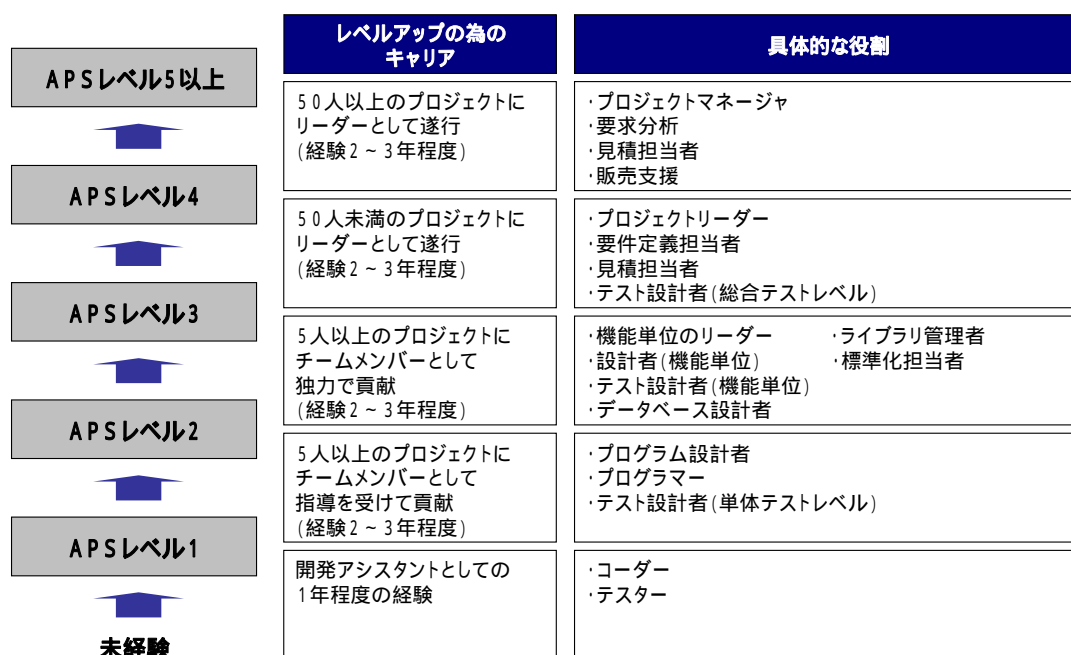 レベルアップの為の
キャリア
具体的な役割
APSレベル5以上
50人以上のプロジェクトに
リーダーとして遂行
(経験2~3年程度)
・プロジェクトマネージャ
・要求分析
・見積担当者
・販売支援
APSレベル4
50人未満のプロジェクトに
リーダーとして遂行
(経験2~3年程度)
・プロジェクトリーダー
・要件定義担当者
・見積担当者
・テスト設計者(総合テストレベル)
APSレベル3
5人以上のプロジェクトに
チームメンバーとして
独力で貢献
(経験2~3年程度)
・機能単位のリーダー ・ライブラリ管理者
・設計者(機能単位) ・標準化担当者
・テスト設計者(機能単位)
・データベース設計者
APSレベル2
5人以上のプロジェクトに
チームメンバーとして
指導を受けて貢献
(経験2~3年程度)
・プログラム設計者
・プログラマー
・テスト設計者(単体テストレベル)
APSレベル1
開発アシスタントとしての
1年程度の経験
・コーダー
・テスター
未経験